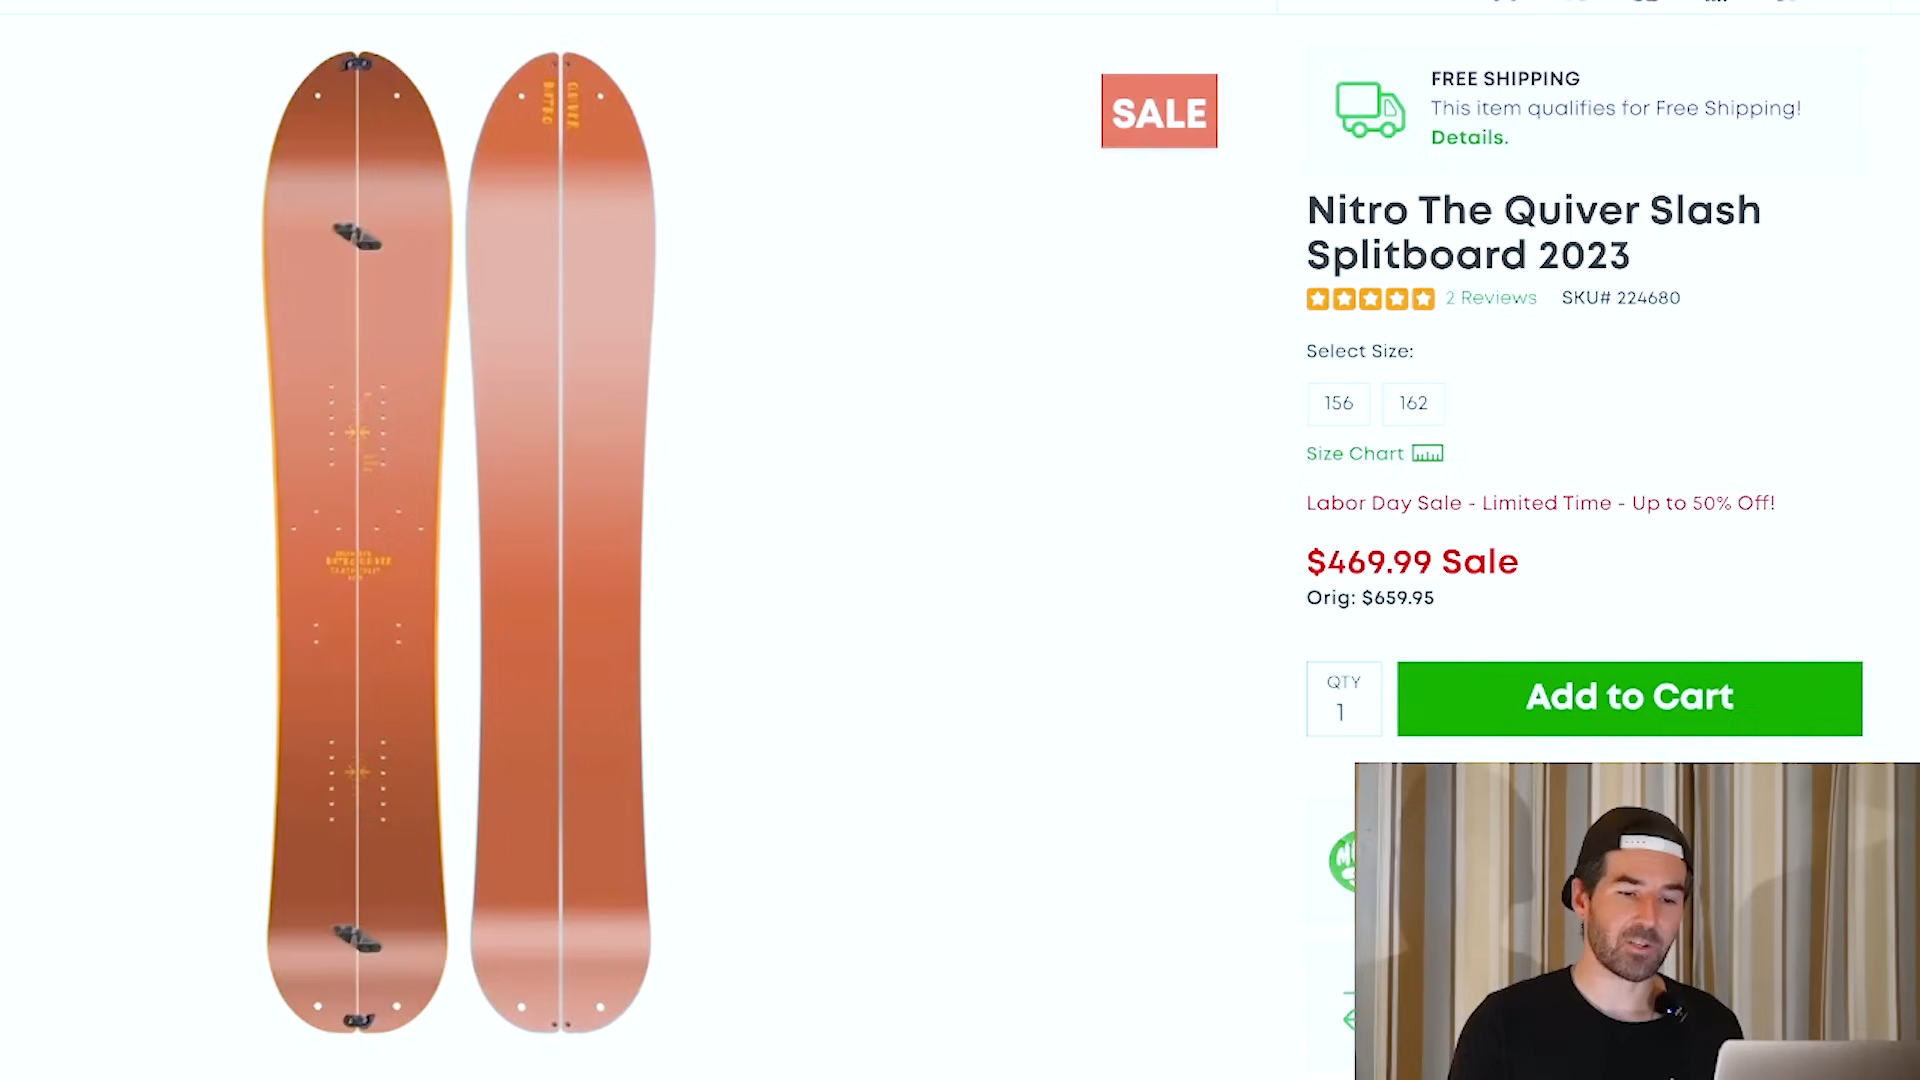 SALE
FREE SHIPPING
This item qualifies for Free Shipping!
Details.
Nitro The Quiver Slash
Splitboard 2023
2 Reviews SKU# 224680
Select Size:
156 162
Size Chart
Labor Day Sale - Limited Time - Up to 50% Off!
$469.99 Sale
Orig: $659.95
QTY
1
Add to Cart